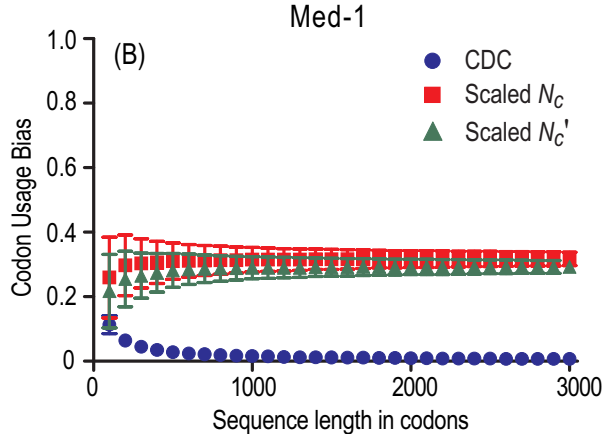 Med-1
(B)
CDC
Scaled Nc
Scaled Nc'
Codon Usage Bias
1.0
0.8
0.6
0.4
0.2
0
0
1000
2000
3000
Sequence length in codons